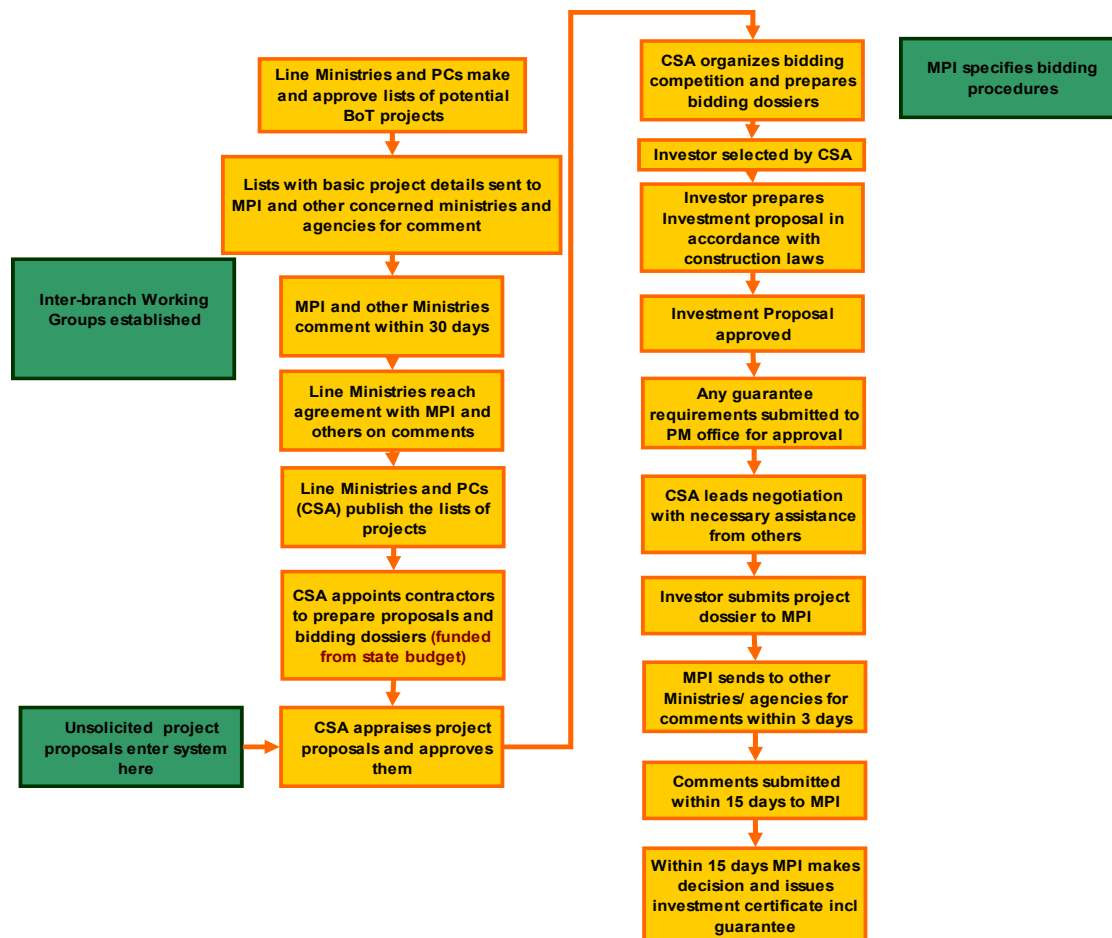 Line Ministries and PCs make
and approve lists of potential
BoT projects
Lists with basic project details sent
to MPI and other concerned ministries and
agencies for comment
Inter-branch Working
Groups established
MPI and other Ministries
comment within 30 days
Line Ministries reach
agreement with MPI and
others on comments
Line Ministries and PCs
(CSA) publish the lists of
projects
CSA appoints contractors
to prepare proposals and
bidding dossiers (funded
from state budget)
Unsolicited project
proposals enter system
here
CSA appraises project
proposals and approves
them
CSA organizes bidding
competition and prepares
bidding dossiers
MPI specifies bidding
procedures
Investor selected by CSA
Investor prepares
Investment proposal in
accordance with
construction laws
Investment Proposal
approved
Any guarantee
requirements submitted to
PM office for approval
CSA leads negotiation
with necessary assistance
from others
Investor submits project
dossier to MPI
MPI sends to other
Ministries/ agencies for
comments within 3 days
Comments submitted
within 15 days to MPI
Within 15 days MPI makes
decision and issues
investment certificate incl
guarantee